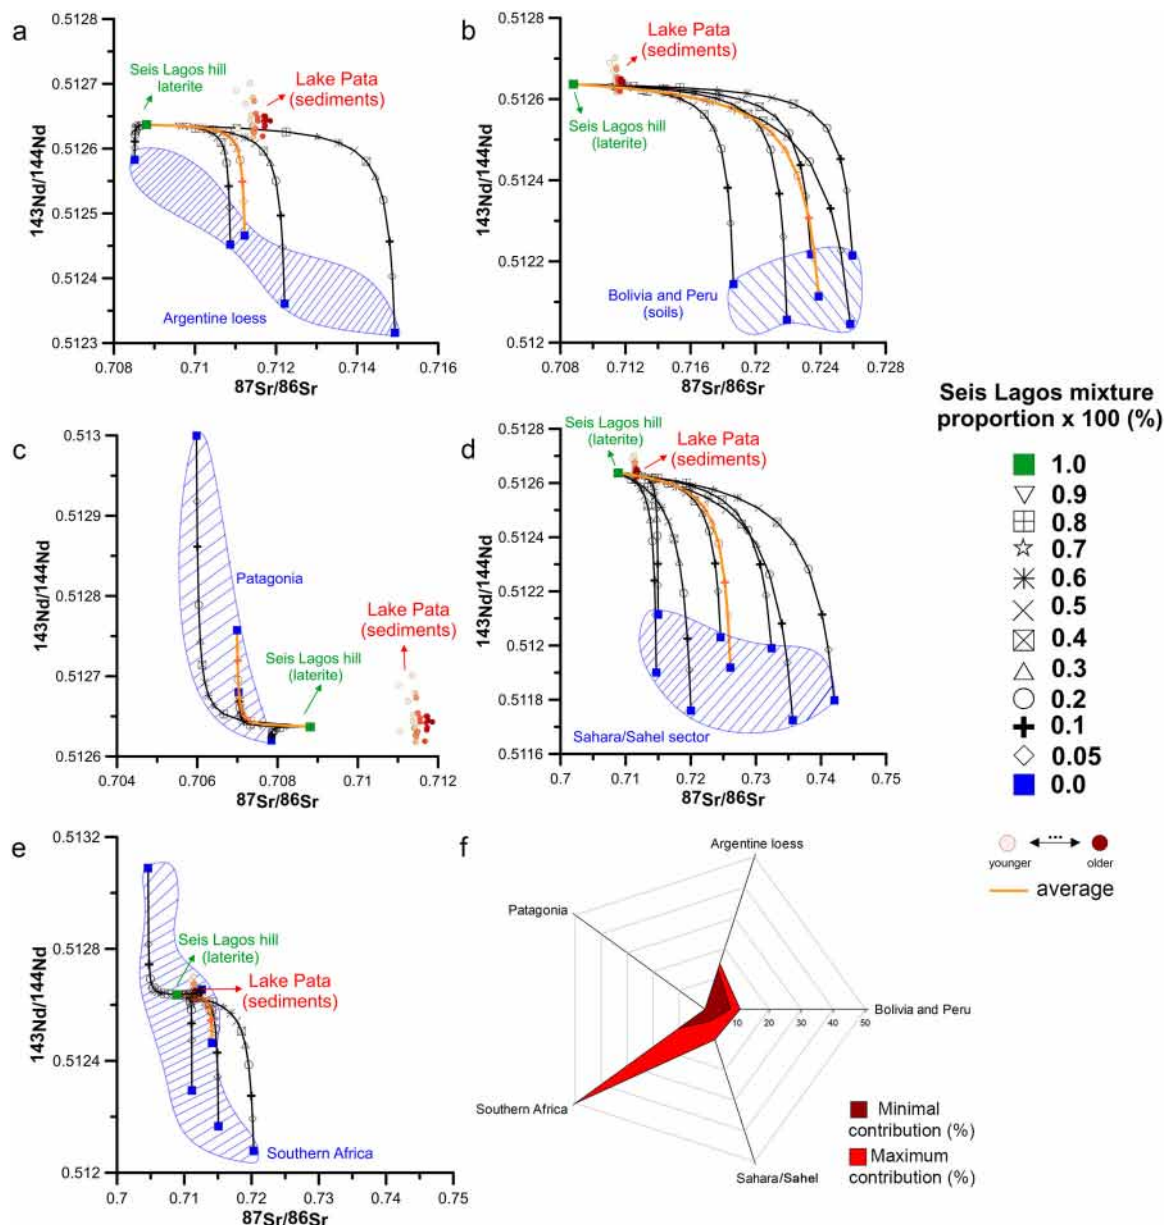 a
0.5128
0.5127
0.5126
0.5125
0.5124
0.5123
143Nd/144Nd
Seis Lagos hill
laterite
Lake Pata
(sediments)
Argentine loess
0.708
0.71
0.712
0.714
0.716
87Sr/86Sr
b
0.5128
0.5126
0.5124
0.5122
0.512
143Nd/144Nd
Lake Pata
(sediments)
Seis Lagos hill
(laterite)
Bolivia and Peru
(soils)
0.708
0.712
0.716
0.72
0.724
0.728
87Sr/86Sr
c
0.513
0.5129
0.5128
0.5127
0.5126
143Nd/144Nd
Patagonia
Lake Pata
(sediments)
Seis Lagos hill
(laterite)
0.704
0.706
0.708
0.71
0.712
87Sr/86Sr
d
0.5128
0.5126
0.5124
0.5122
0.512
0.5118
0.5116
143Nd/144Nd
Seis Lagos hill
(laterite)
Lake Pata
(sediments)
Sahara/Sahel sector
0.7
0.71
0.72
0.73
0.74
0.75
87Sr/86Sr
Seis Lagos mixture
proportion x 100 (%)
1.0
0.9
0.8
0.7
0.6
0.5
0.4
0.3
0.2
0.1
0.05
0.0
...
younger
older
average
e
0.5132
0.5128
0.5124
0.512
143Nd/144Nd
Seis Lagos hill
(laterite)
Lake Pata
(sediments)
Southern Africa
0.7
0.71
0.72
0.73
0.74
0.75
87Sr/86Sr
f
Argentine loess
Patagonia
Bolivia and Peru
10 20 30 40 50
Southern Africa
Sahara/Sahel
Minimal
contribution (%)
Maximum
contribution (%)